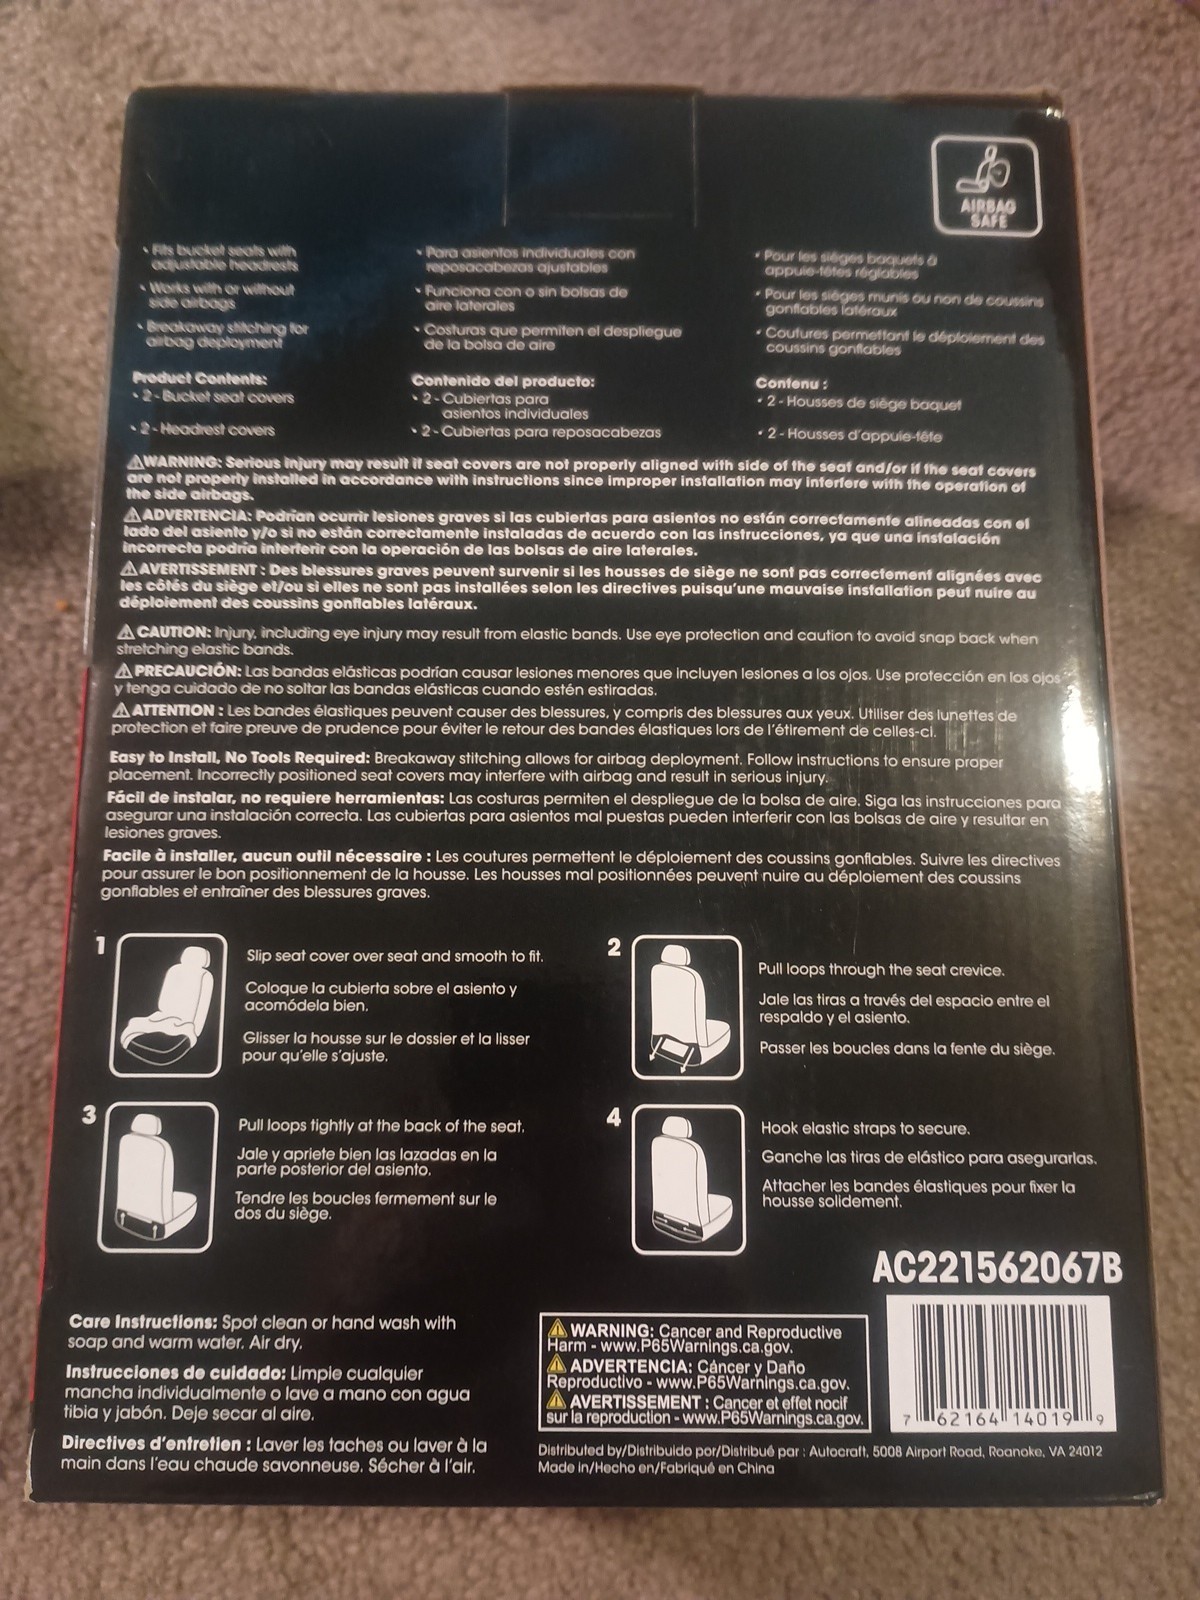 AIRBAG
SAFE
• Fits bucket seats with
adjustable headrests
• Works with or without
side airbags
• Breakaway stitching for
airbag deployment
Product Contents:
• 2 - Bucket seat covers
• 2 - Headrest covers
• Para asientos individuales con
reposacabezas ajustables
• Funciona con o sin bolsas de
aire laterales
• Costuras que permiten el despliegue
de la bolsa de aire
Contenido del producto:
• 2 - Cubiertas para
asientos individuales
• 2 - Cubiertas para reposacabezas
• Pour les sièges baquets à
appuie-têtes réglables
• Pour les sièges munis ou non de coussins
gonflables latéraux
• Coutures permettant le déploiement des
coussins gonflables
Contenu :
• 2 - Housses de siège baquet
• 2 - Housses d'appuie-tête
⚠WARNING: Serious injury may result if seat covers are not properly aligned with side of the seat and/or if the seat covers
are not properly installed in accordance with instructions since improper installation may interfere with the operation of
the side airbags.
⚠ADVERTENCIA: Podrían ocurrir lesiones graves si las cubiertas para asientos no están correctamente alineadas con el
lado del asiento y/o si no están correctamente instaladas de acuerdo con las instrucciones, ya que una instalación
incorrecta podría interferir con la operación de las bolsas de aire laterales.
⚠AVERTISSEMENT : Des blessures graves peuvent survenir si les housses de siège ne sont pas correctement alignées avec
les côtés du siège et/ou si elles ne sont pas installées selon les directives puisqu'une mauvaise installation peut nuire au
déploiement des coussins gonflables latéraux.
⚠CAUTION: Injury, including eye injury may result from elastic bands. Use eye protection and caution to avoid snap back when
stretching elastic bands.
⚠PRECAUCIÓN: Las bandas elásticas podrían causar lesiones menores que incluyen lesiones a los ojos. Use protección en los ojos
y tenga cuidado de no soltar las bandas elásticas cuando estén estiradas.
⚠ATTENTION : Les bandes élastiques peuvent causer des blessures, y compris des blessures aux yeux. Utiliser des lunettes de
protection et faire preuve de prudence pour éviter le retour des bandes élastiques lors de l'étirement de celles-ci.
Easy to Install, No Tools Required: Breakaway stitching allows for airbag deployment. Follow instructions to ensure proper
placement. Incorrectly positioned seat covers may interfere with airbag and result in serious injury.
Fácil de instalar, no requiere herramientas: Las costuras permiten el despliegue de la bolsa de aire. Siga las instrucciones para
asegurar una instalación correcta. Las cubiertas para asientos mal puestas pueden interferir con las bolsas de aire y resultar en
lesiones graves.
Facile à installer, aucun outil nécessaire : Les coutures permettent le déploiement des coussins gonflables. Suivre les directives
pour assurer le bon positionnement de la housse. Les housses mal positionnées peuvent nuire au déploiement des coussins
gonflables et entraîner des blessures graves.
1
Slip seat cover over seat and smooth to fit.
Coloque la cubierta sobre el asiento y
acomódela bien.
Glisser la housse sur le dossier et la lisser
pour qu'elle s'ajuste.
2
Pull loops through the seat crevice.
Jale las tiras a través del espacio entre el
respaldo y el asiento.
Passer les boucles dans la fente du siège.
3
Pull loops tightly at the back of the seat.
Jale y apriete bien las lazadas en la
parte posterior del asiento.
Tendre les boucles fermement sur le
dos du siège.
4
Hook elastic straps to secure.
Ganche las tiras de elástico para asegurarlas.
Attacher les bandes élastiques pour fixer la
housse solidement.
AC221562067B
Care Instructions: Spot clean or hand wash with
soap and warm water. Air dry.
Instrucciones de cuidado: Limpie cualquier
mancha individualmente o lave a mano con agua
tibia y jabón. Deje secar al aire.
Directives d'entretien : Laver les taches ou laver à la
main dans l'eau chaude savonneuse. Sécher à l'air.
⚠ WARNING: Cancer and Reproductive
Harm - www.P65Warnings.ca.gov.
⚠ ADVERTENCIA: Cáncer y Daño
Reproductivo - www.P65Warnings.ca.gov.
⚠ AVERTISSEMENT : Cancer et effet nocif
sur la reproduction - www.P65Warnings.ca.gov.
7 62164 14019 9
Distributed by/Distribuido por/Distribué par : Autocraft, 5008 Airport Road, Roanoke, VA 24012
Made in/Hecho en/Fabriqué en China